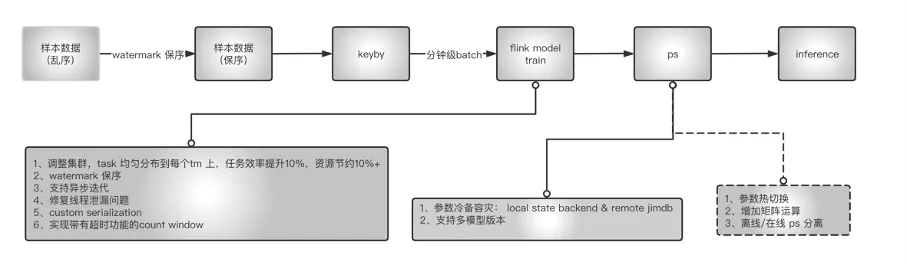 样本数据
（乱序）
watermark 保序
样本数据
（保序）
keyby
分钟级batch
flink model
train
ps
inference
1、调整集群，task 均匀分布到每个tm 上，任务效率提升10%，资源节约10%+
2、watermark 保序
3、支持异步迭代
4、修复线程泄漏问题
5、custom serialization
6、实现带有超时功能的count window
1、参数冷备容灾： local state backend & remote jimdb
2、支持多模型版本
1、参数热切换
2、增加矩阵运算
3、离线/在线 ps 分离